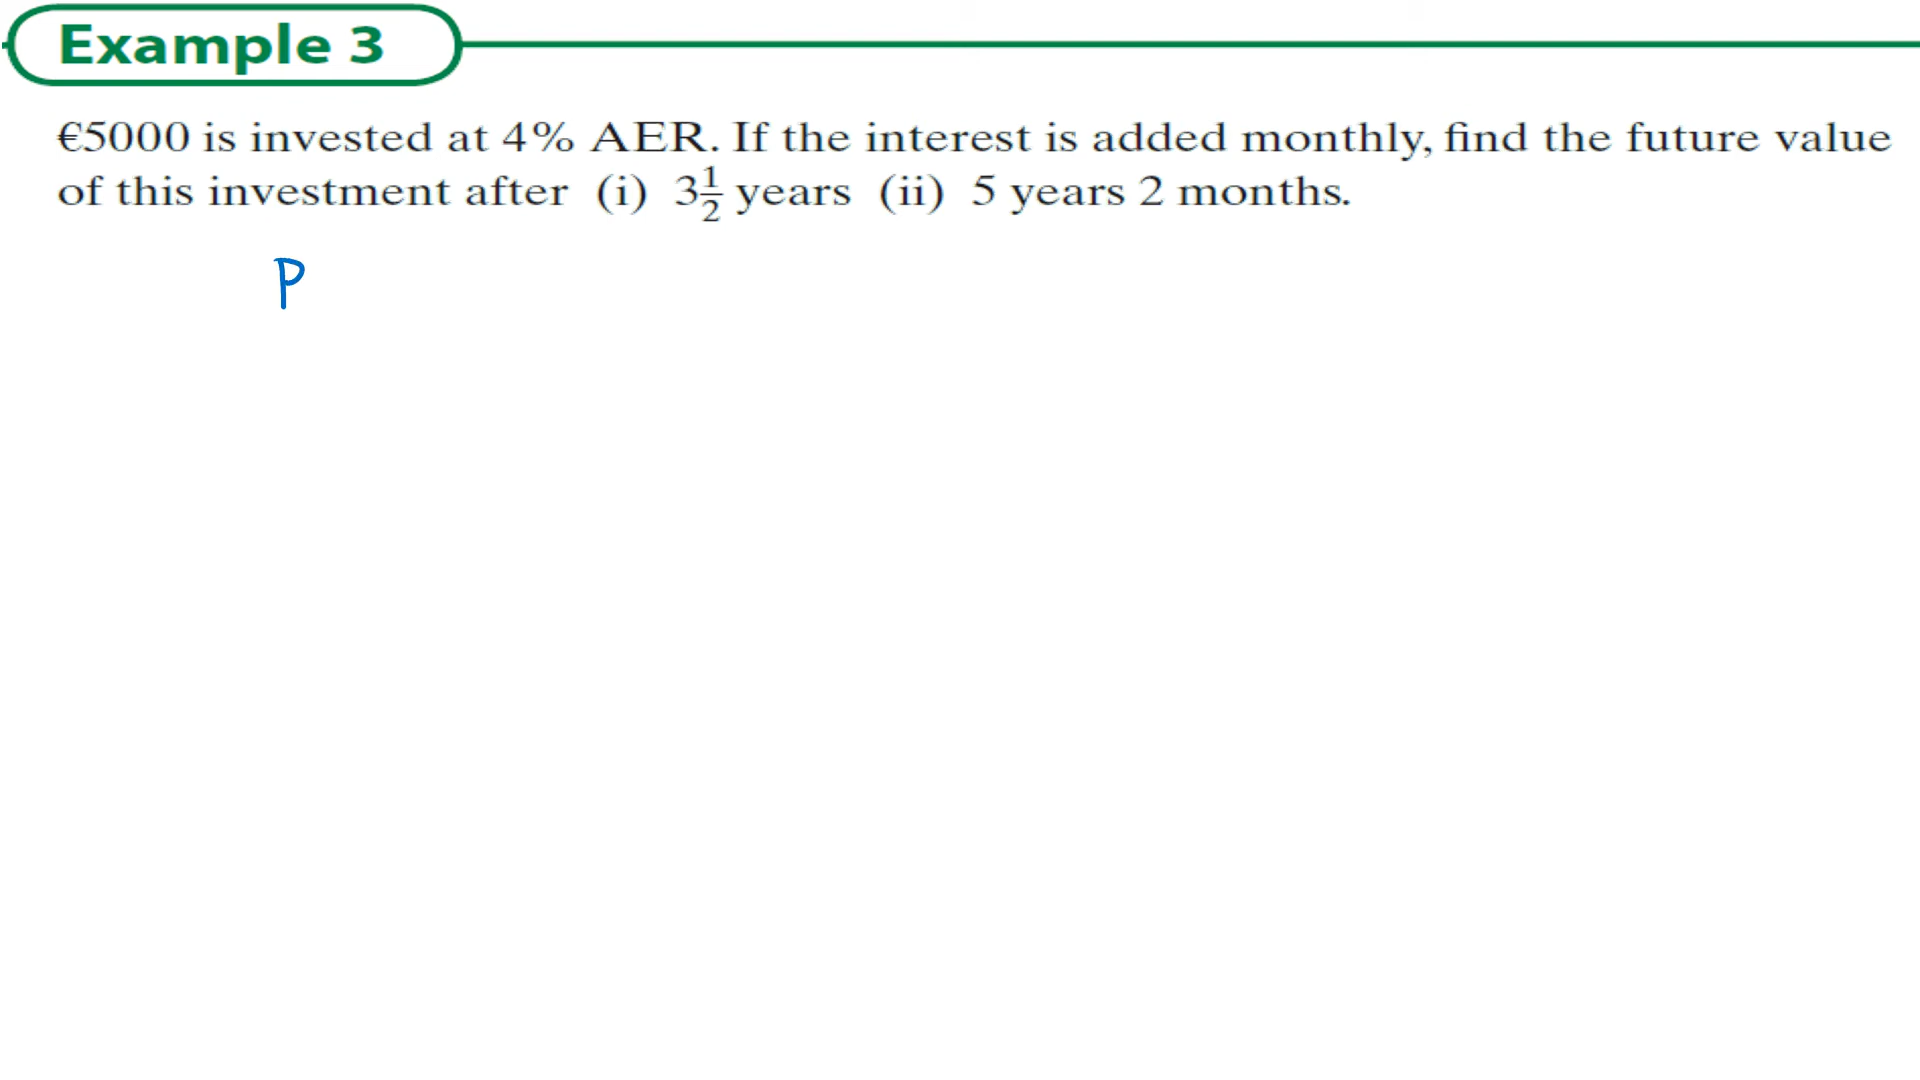 Example 3
€5000 is invested at 4% AER. If the interest is added monthly, find the future value
of this investment after (i) 3½ years (ii) 5 years 2 months.
P